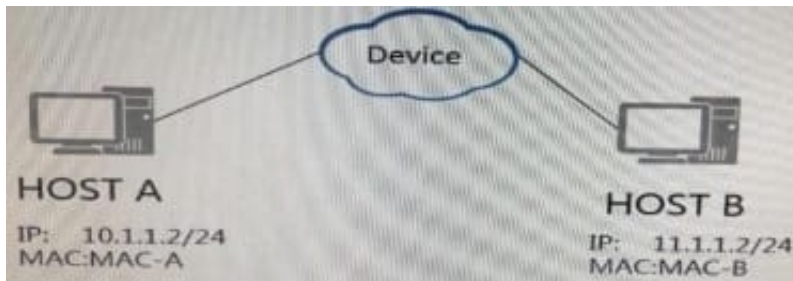 Device
HOST A
IP: 10.1.1.2/24
MAC:MAC-A
HOST B
IP: 11.1.1.2/24
MAC:MAC-B